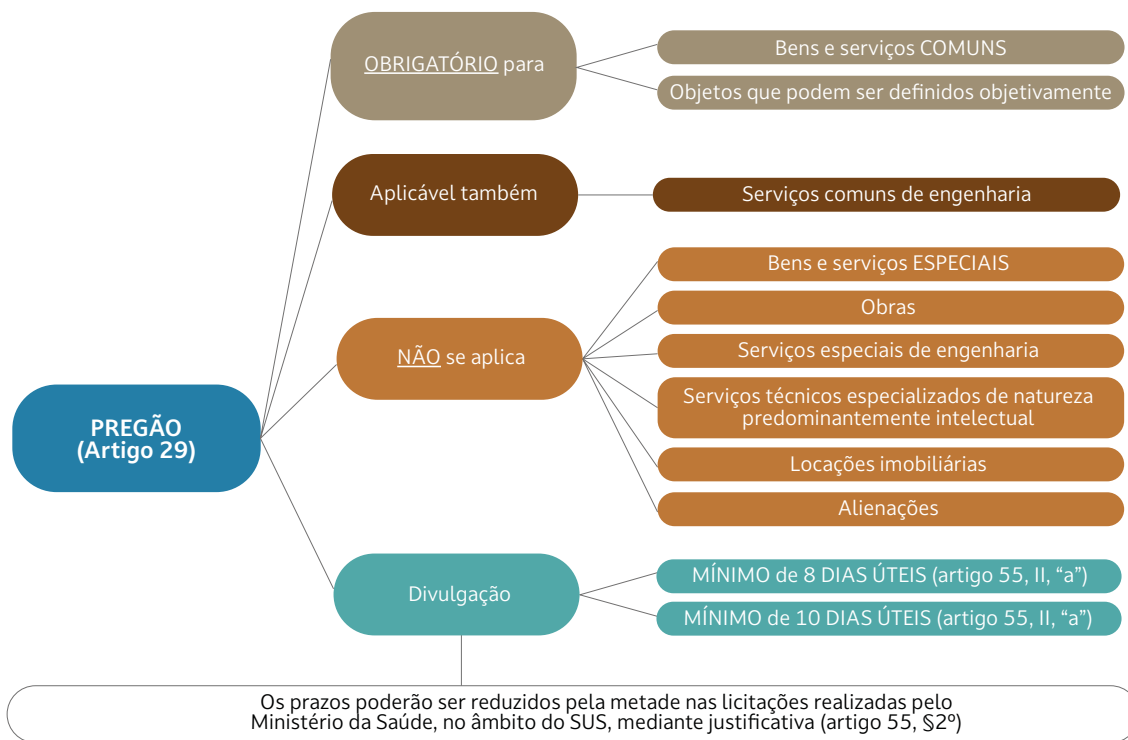 PREGÃO
(Artigo 29)
OBRIGATÓRIO para
Bens e serviços COMUNS
Objetos que podem ser definidos objetivamente
Aplicável também
Serviços comuns de engenharia
NÃO se aplica
Bens e serviços ESPECIAIS
Obras
Serviços especiais de engenharia
Serviços técnicos especializados de natureza
predominantemente intelectual
Locações imobiliárias
Alienações
Divulgação
MÍNIMO de 8 DIAS ÚTEIS (artigo 55, II, “a”)
MÍNIMO de 10 DIAS ÚTEIS (artigo 55, II, “a”)
Os prazos poderão ser reduzidos pela metade nas licitações realizadas pelo
Ministério da Saúde, no âmbito do SUS, mediante justificativa (artigo 55, §2º)